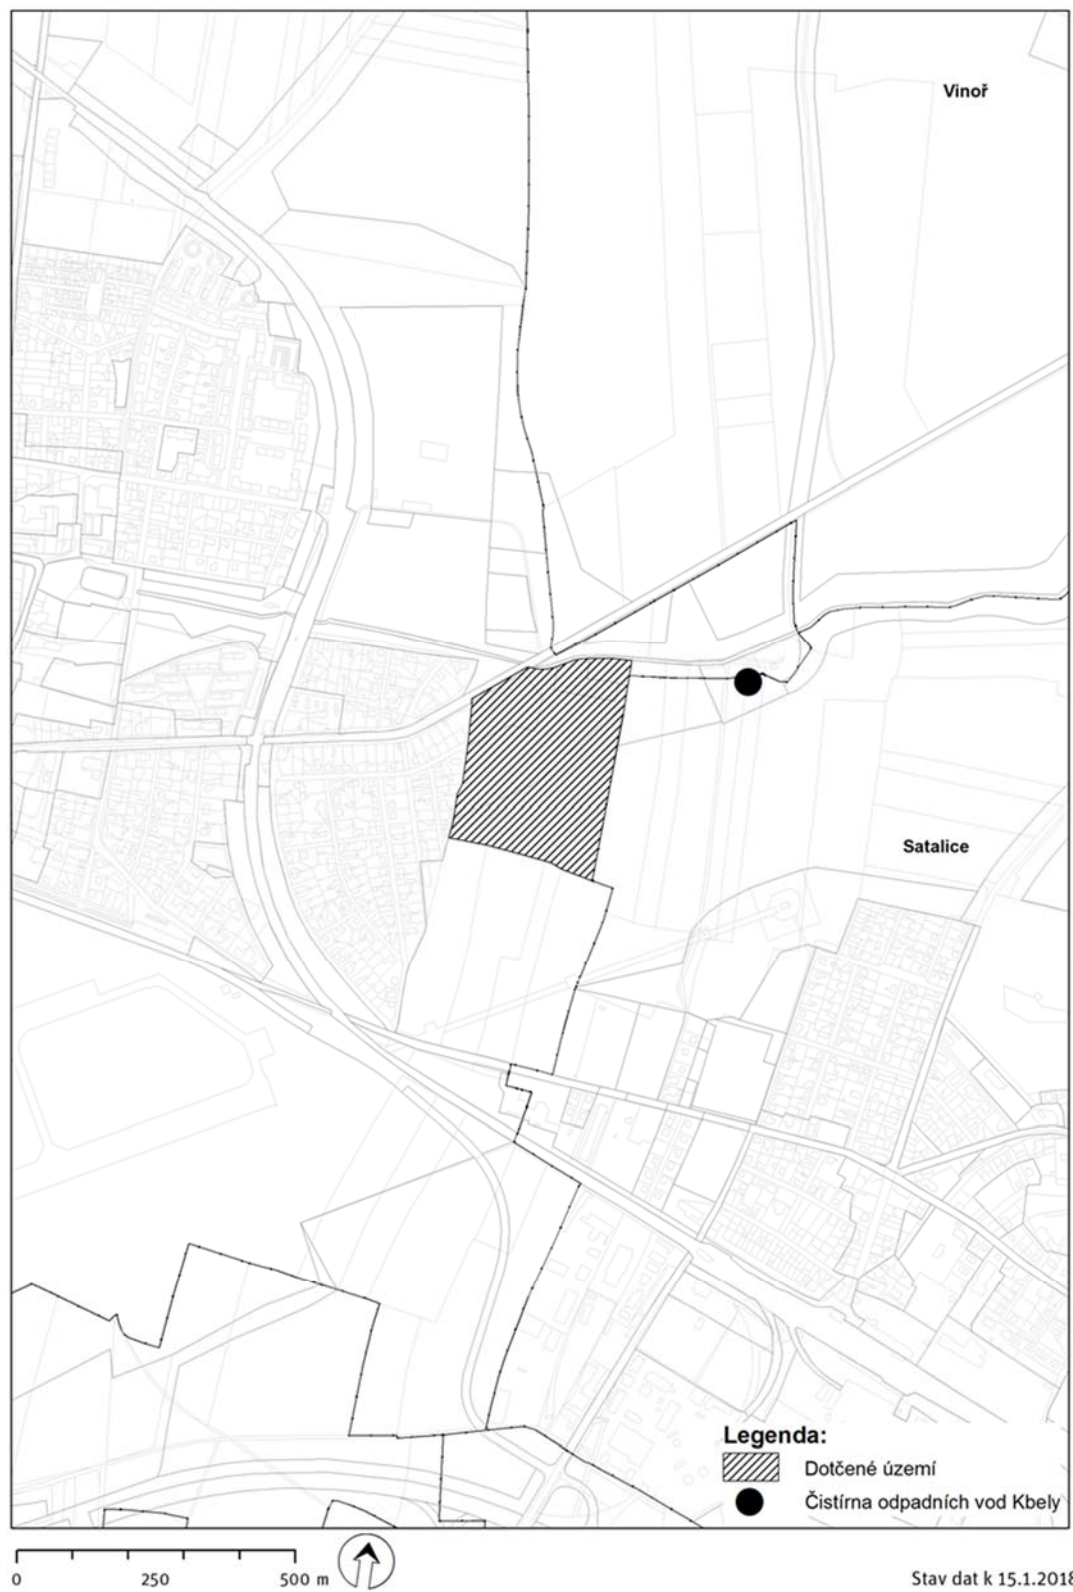 Vinoř
Satalice
Legenda:
Dotčené území
Čistírna odpadních vod Kbely
0 250 500 m
Stav dat k 15.1.2018